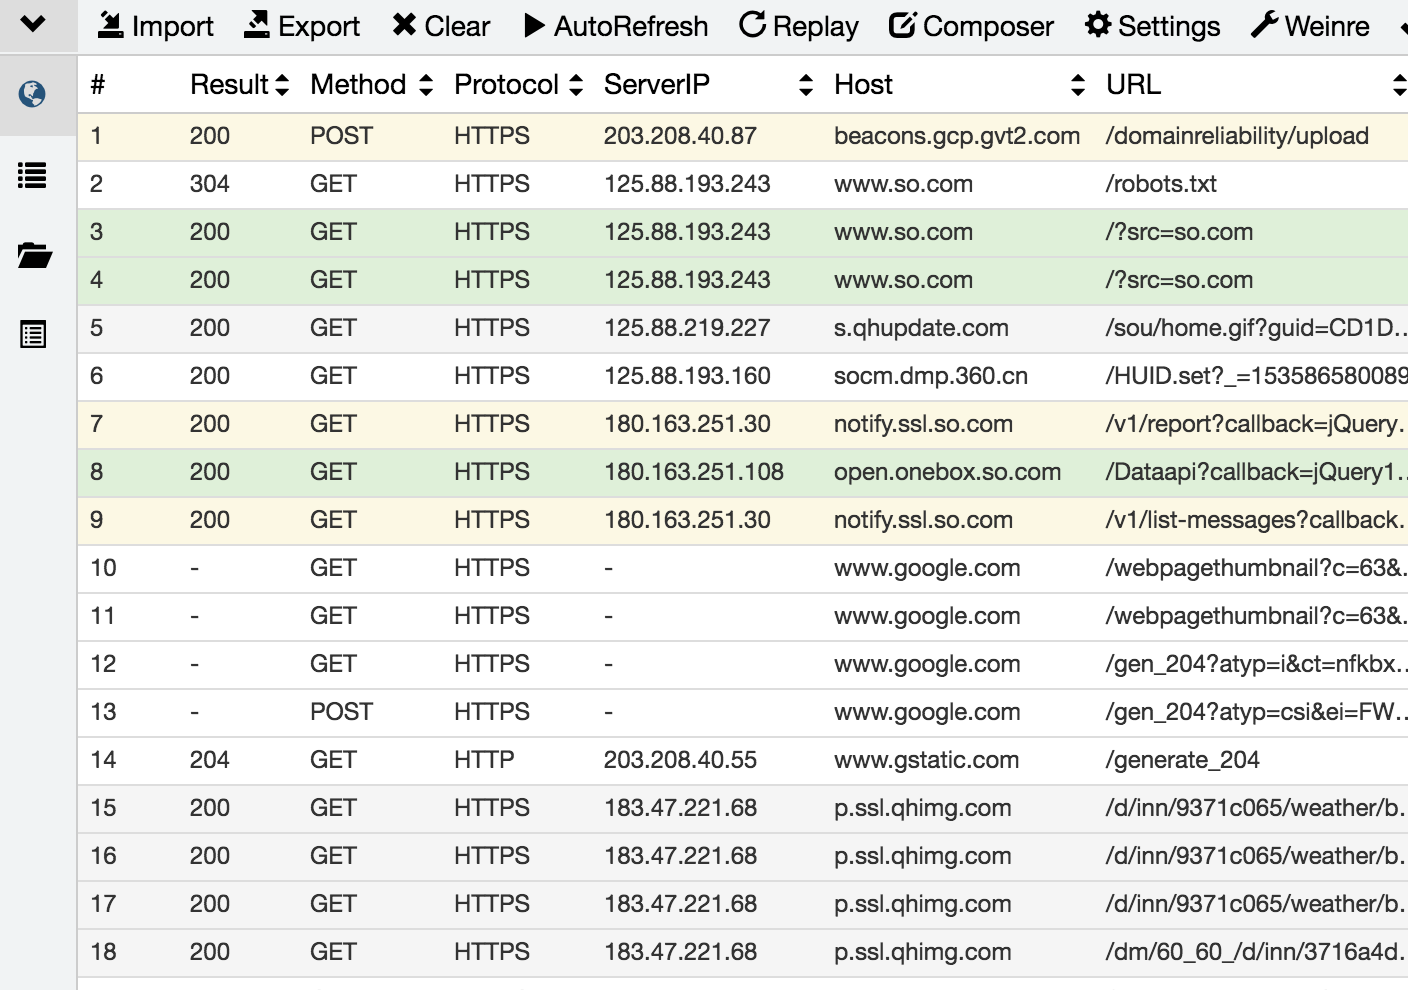 Import Export Clear AutoRefresh Replay Composer Settings Weinre
# Result Method Protocol ServerIP Host URL
1 200 POST HTTPS 203.208.40.87 beacons.gcp.gvt2.com /domainreliability/upload
2 304 GET HTTPS 125.88.193.243 www.so.com /robots.txt
3 200 GET HTTPS 125.88.193.243 www.so.com /?src=so.com
4 200 GET HTTPS 125.88.193.243 www.so.com /?src=so.com
5 200 GET HTTPS 125.88.219.227 s.qhupdate.com /sou/home.gif?guid=CD1D..
6 200 GET HTTPS 125.88.193.160 socm.dmp.360.cn /HUID.set?_=153586580089
7 200 GET HTTPS 180.163.251.30 notify.ssl.so.com /v1/report?callback=jQuery.
8 200 GET HTTPS 180.163.251.108 open.onebox.so.com /Dataapi?callback=jQuery1..
9 200 GET HTTPS 180.163.251.30 notify.ssl.so.com /v1/list-messages?callback.
10 - GET HTTPS - www.google.com /webpagethumbnail?c=63&.
11 - GET HTTPS - www.google.com /webpagethumbnail?c=63&.
12 - GET HTTPS - www.google.com /gen_204?atyp=i&ct=nfkbx..
13 - POST HTTPS - www.google.com /gen_204?atyp=csi&ei=FW..
14 204 GET HTTP 203.208.40.55 www.gstatic.com /generate_204
15 200 GET HTTPS 183.47.221.68 p.ssl.qhimg.com /d/inn/9371c065/weather/b.
16 200 GET HTTPS 183.47.221.68 p.ssl.qhimg.com /d/inn/9371c065/weather/b.
17 200 GET HTTPS 183.47.221.68 p.ssl.qhimg.com /d/inn/9371c065/weather/b.
18 200 GET HTTPS 183.47.221.68 p.ssl.qhimg.com /dm/60_60_/d/inn/3716a4d.